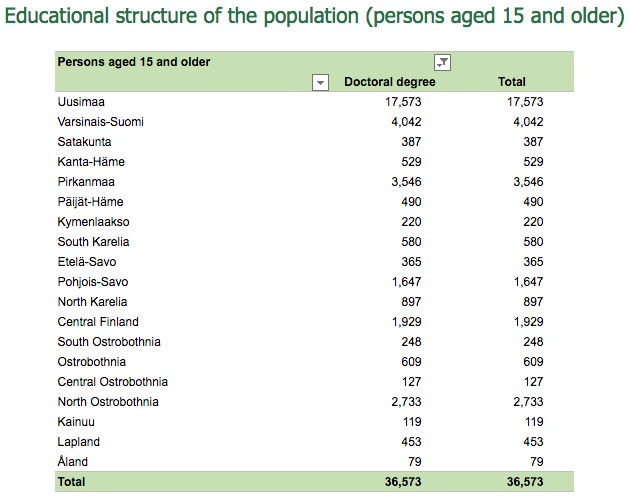 Educational structure of the population (persons aged 15 and older)
Persons aged 15 and older
Doctoral degree Total
Uusimaa 17,573 17,573
Varsinais-Suomi 4,042 4,042
Satakunta 387 387
Kanta-Häme 529 529
Pirkanmaa 3,546 3,546
Päijät-Häme 490 490
Kymenlaakso 220 220
South Karelia 580 580
Etelä-Savo 365 365
Pohjois-Savo 1,647 1,647
North Karelia 897 897
Central Finland 1,929 1,929
South Ostrobothnia 248 248
Ostrobothnia 609 609
Central Ostrobothnia 127 127
North Ostrobothnia 2,733 2,733
Kainuu 119 119
Lapland 453 453
Åland 79 79
Total 36,573 36,573